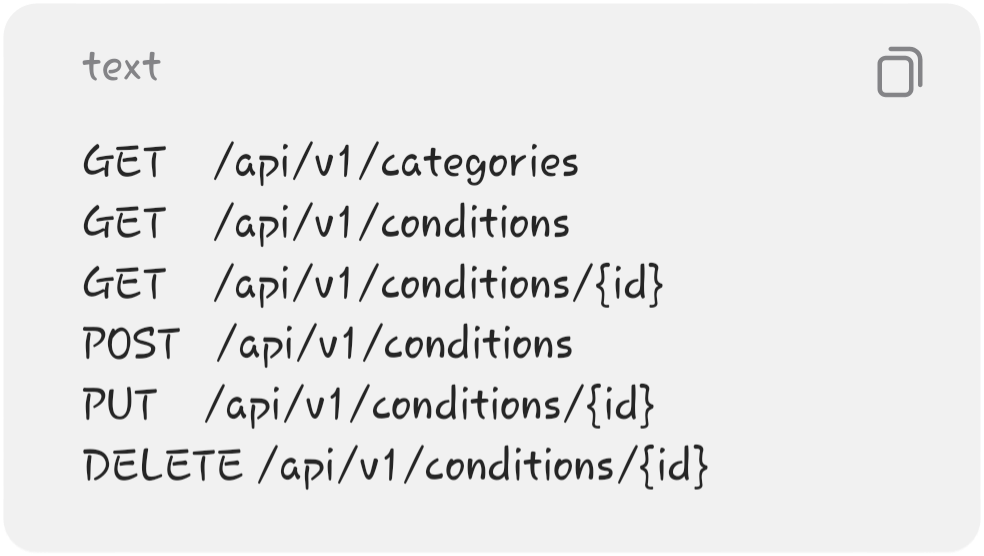 text
GET /api/v1/categories
GET /api/v1/conditions
GET /api/v1/conditions/{id}
POST /api/v1/conditions
PUT /api/v1/conditions/{id}
DELETE /api/v1/conditions/{id}